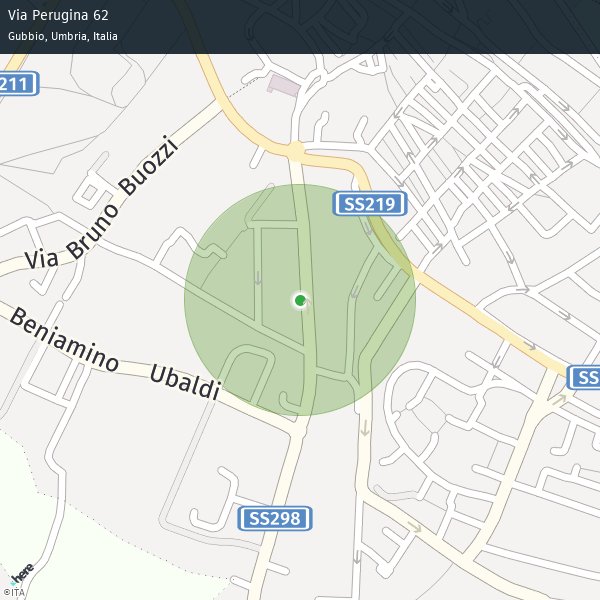 Via Perugina 62
Gubbio, Umbria, Italia
211
Via Bruno Buozzi
SS219
Beniamino Ubaldi
SS
SS298
here
©ITA